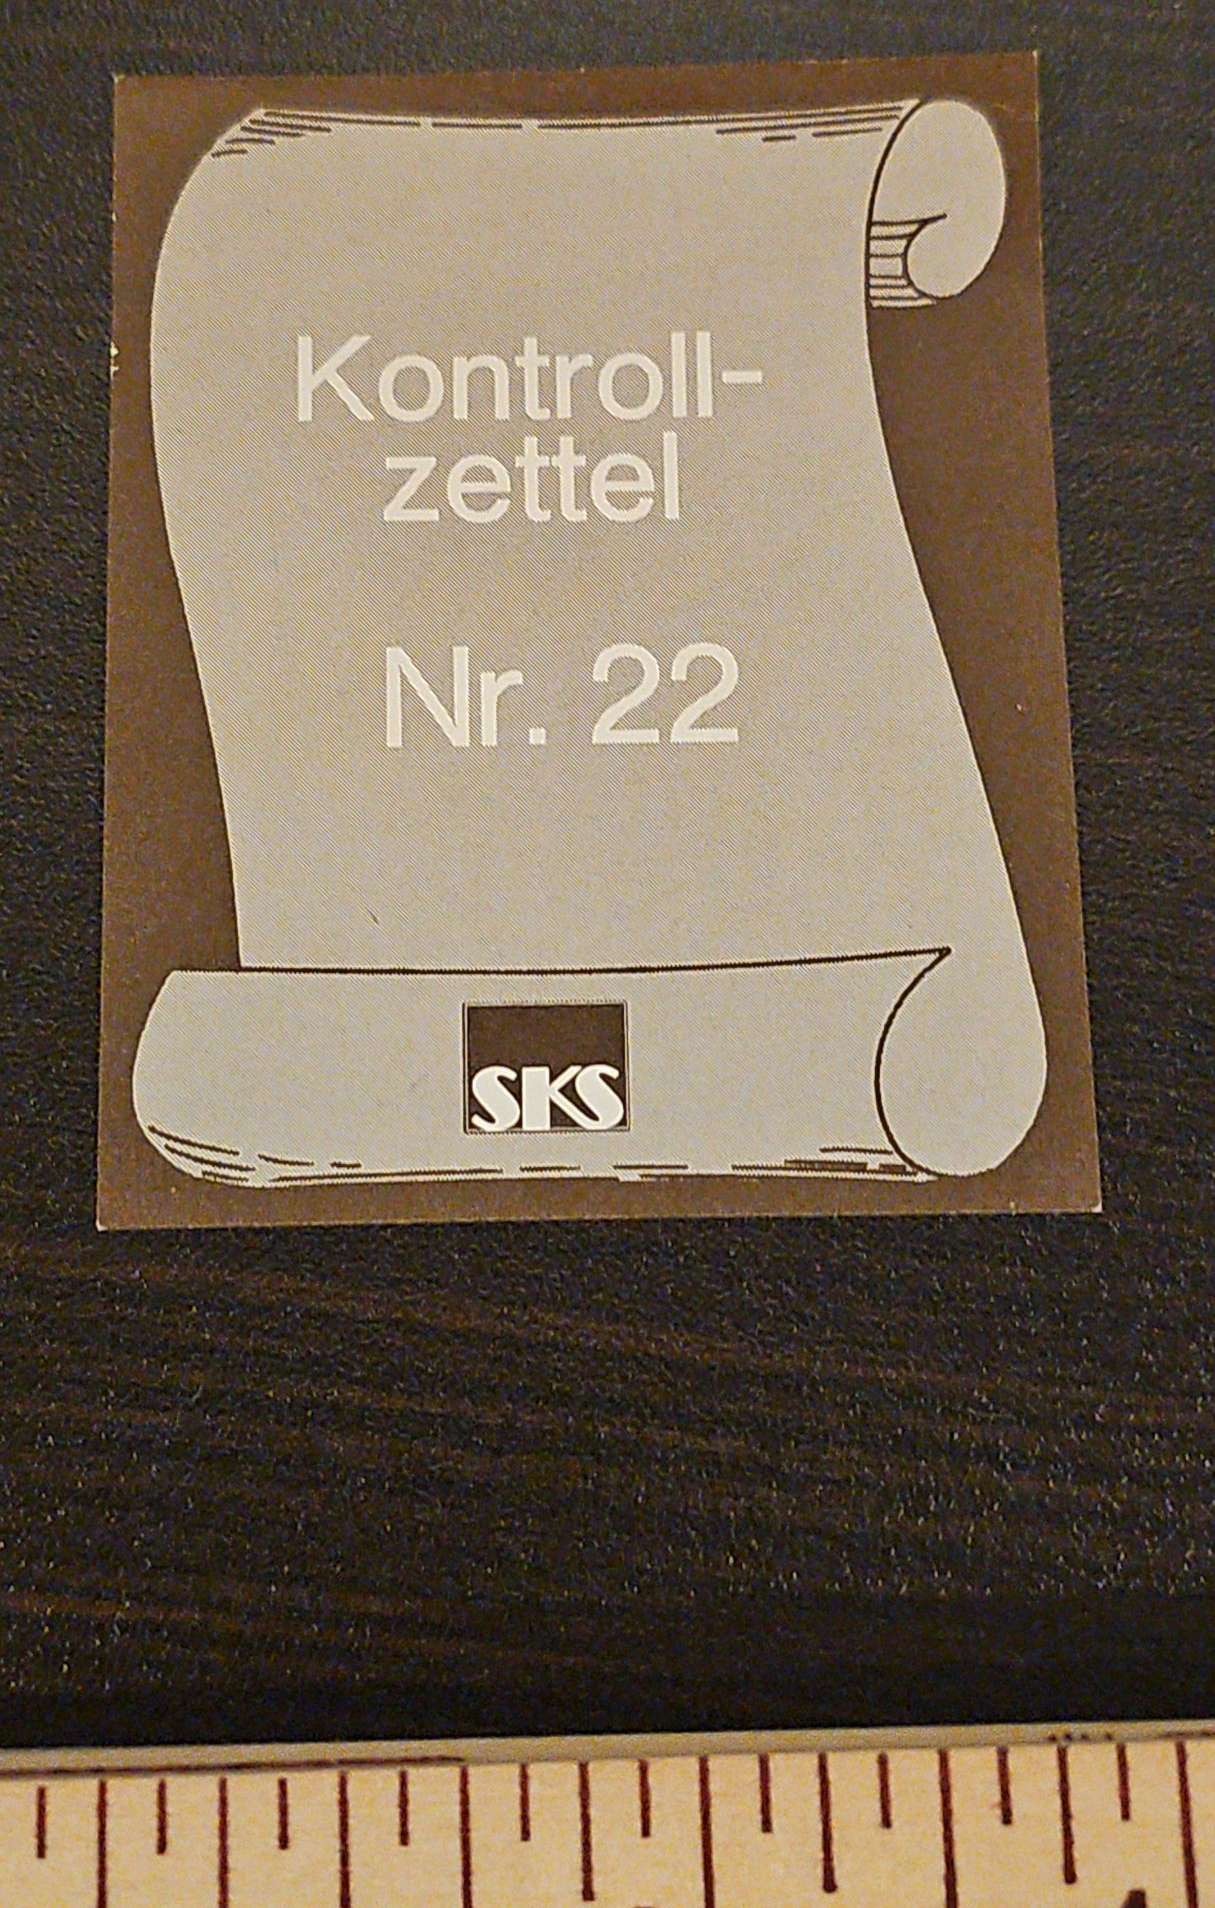 Kontroll-
zettel
Nr. 22
SKS